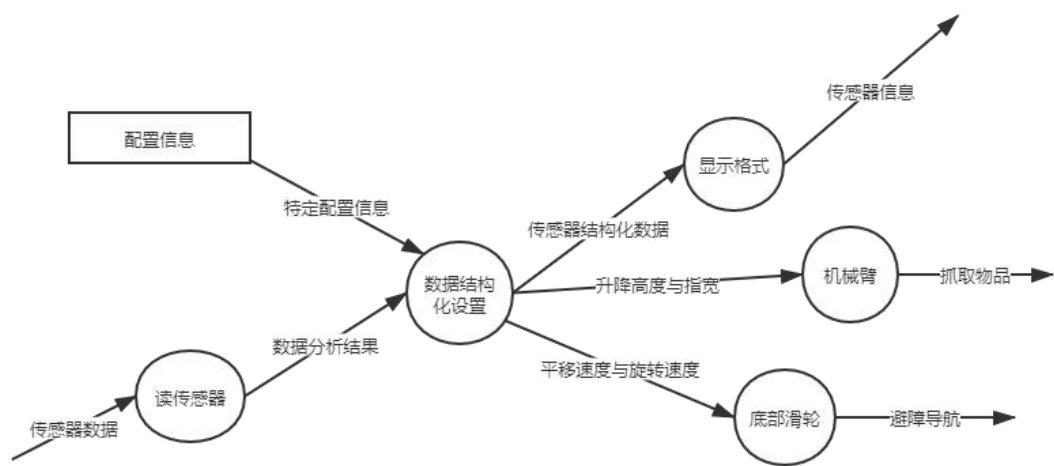 传感器信息
配置信息
显示格式
特定配置信息
传感器结构化数据
数据结构
化设置
升降高度与指宽
机械臂
抓取物品
数据分析结果
平移速度与旋转速度
读传感器
传感器数据
底部滑轮
避障导航